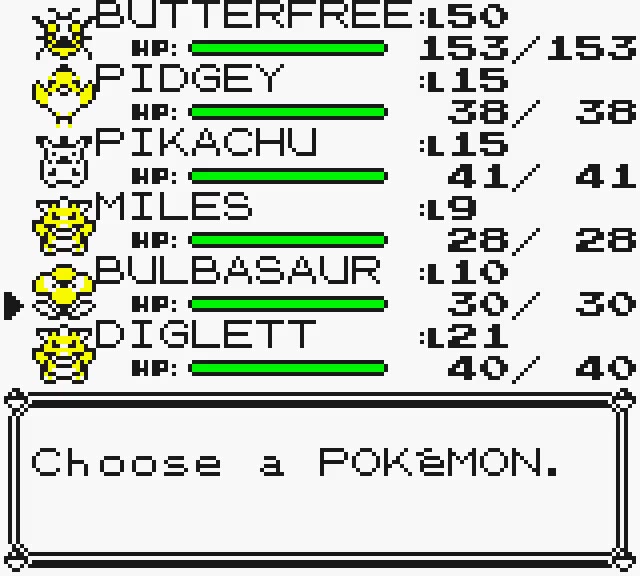 BUTTERFREE :L50
HP: 153/153
PIDGEY :L15
HP: 38/ 38
PIKACHU :L15
HP: 41/ 41
MILES :L9
HP: 28/ 28
BULBASAUR :L10
HP: 30/ 30
DIGLETT :L21
HP: 40/ 40
Choose a POKéMON.